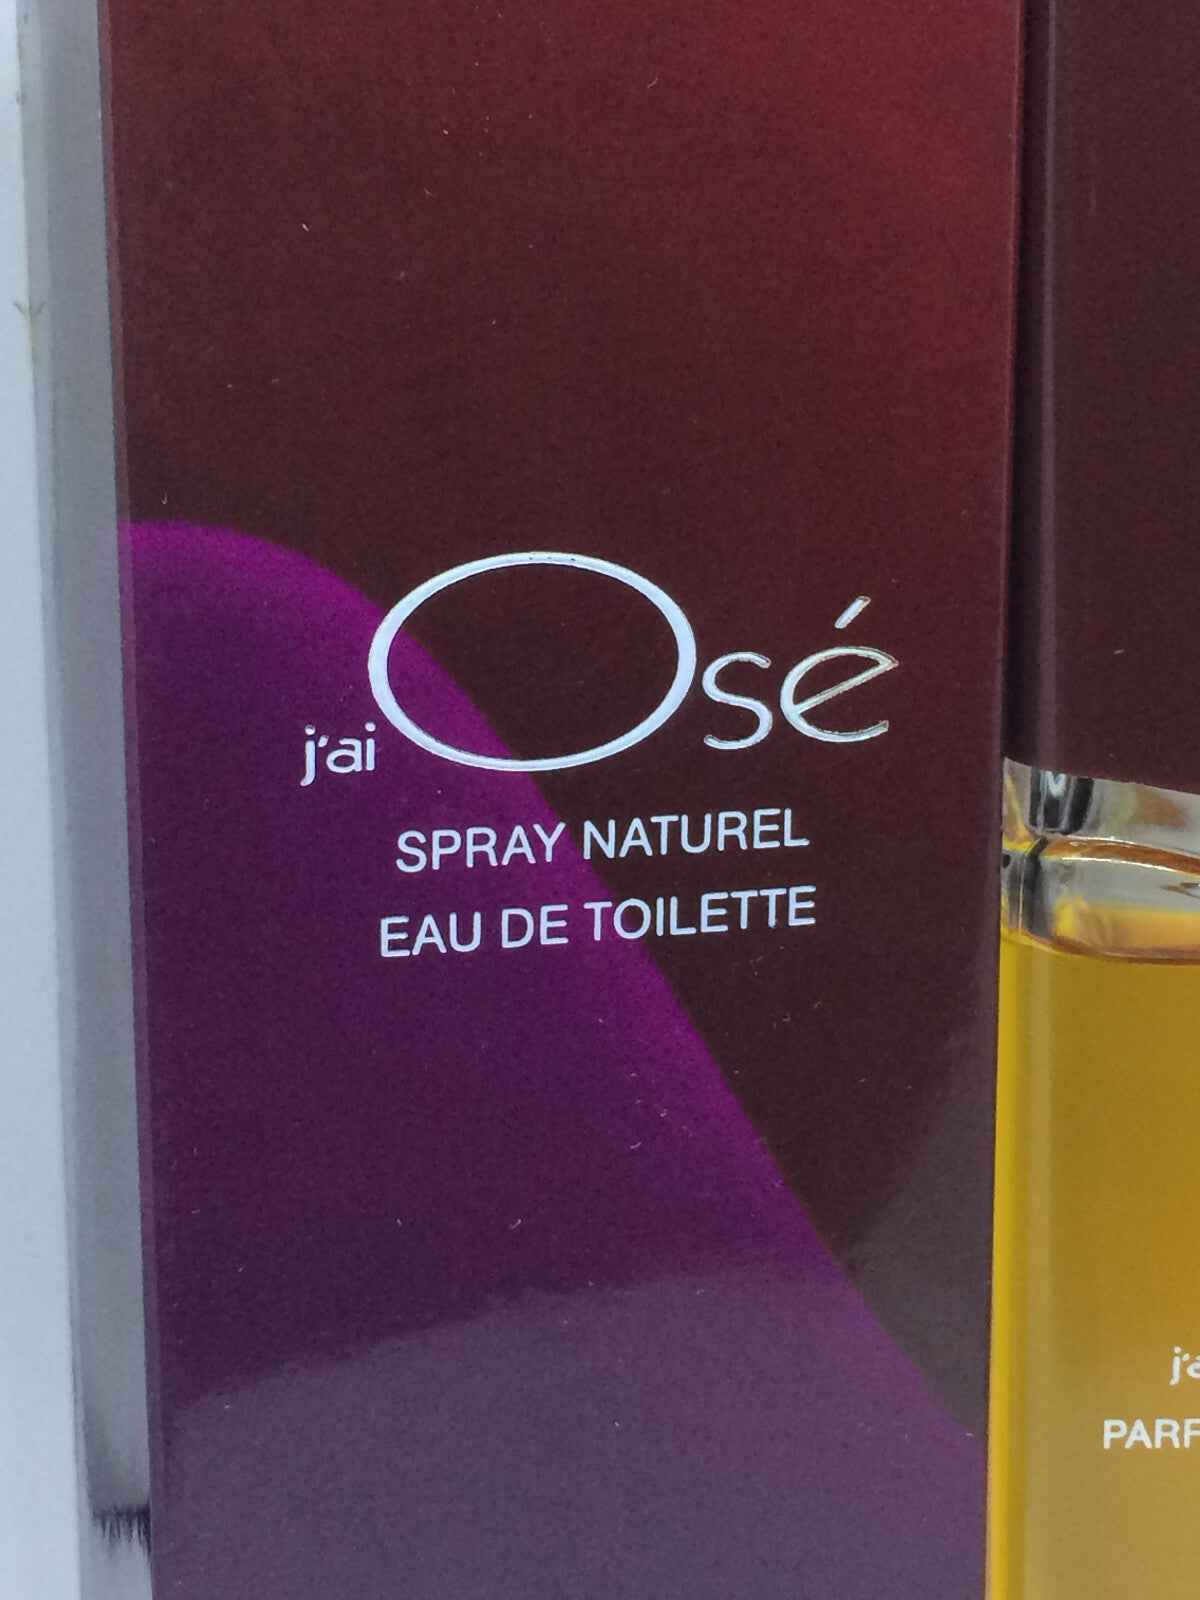 j'ai Osé
SPRAY NATUREL
EAU DE TOILETTE